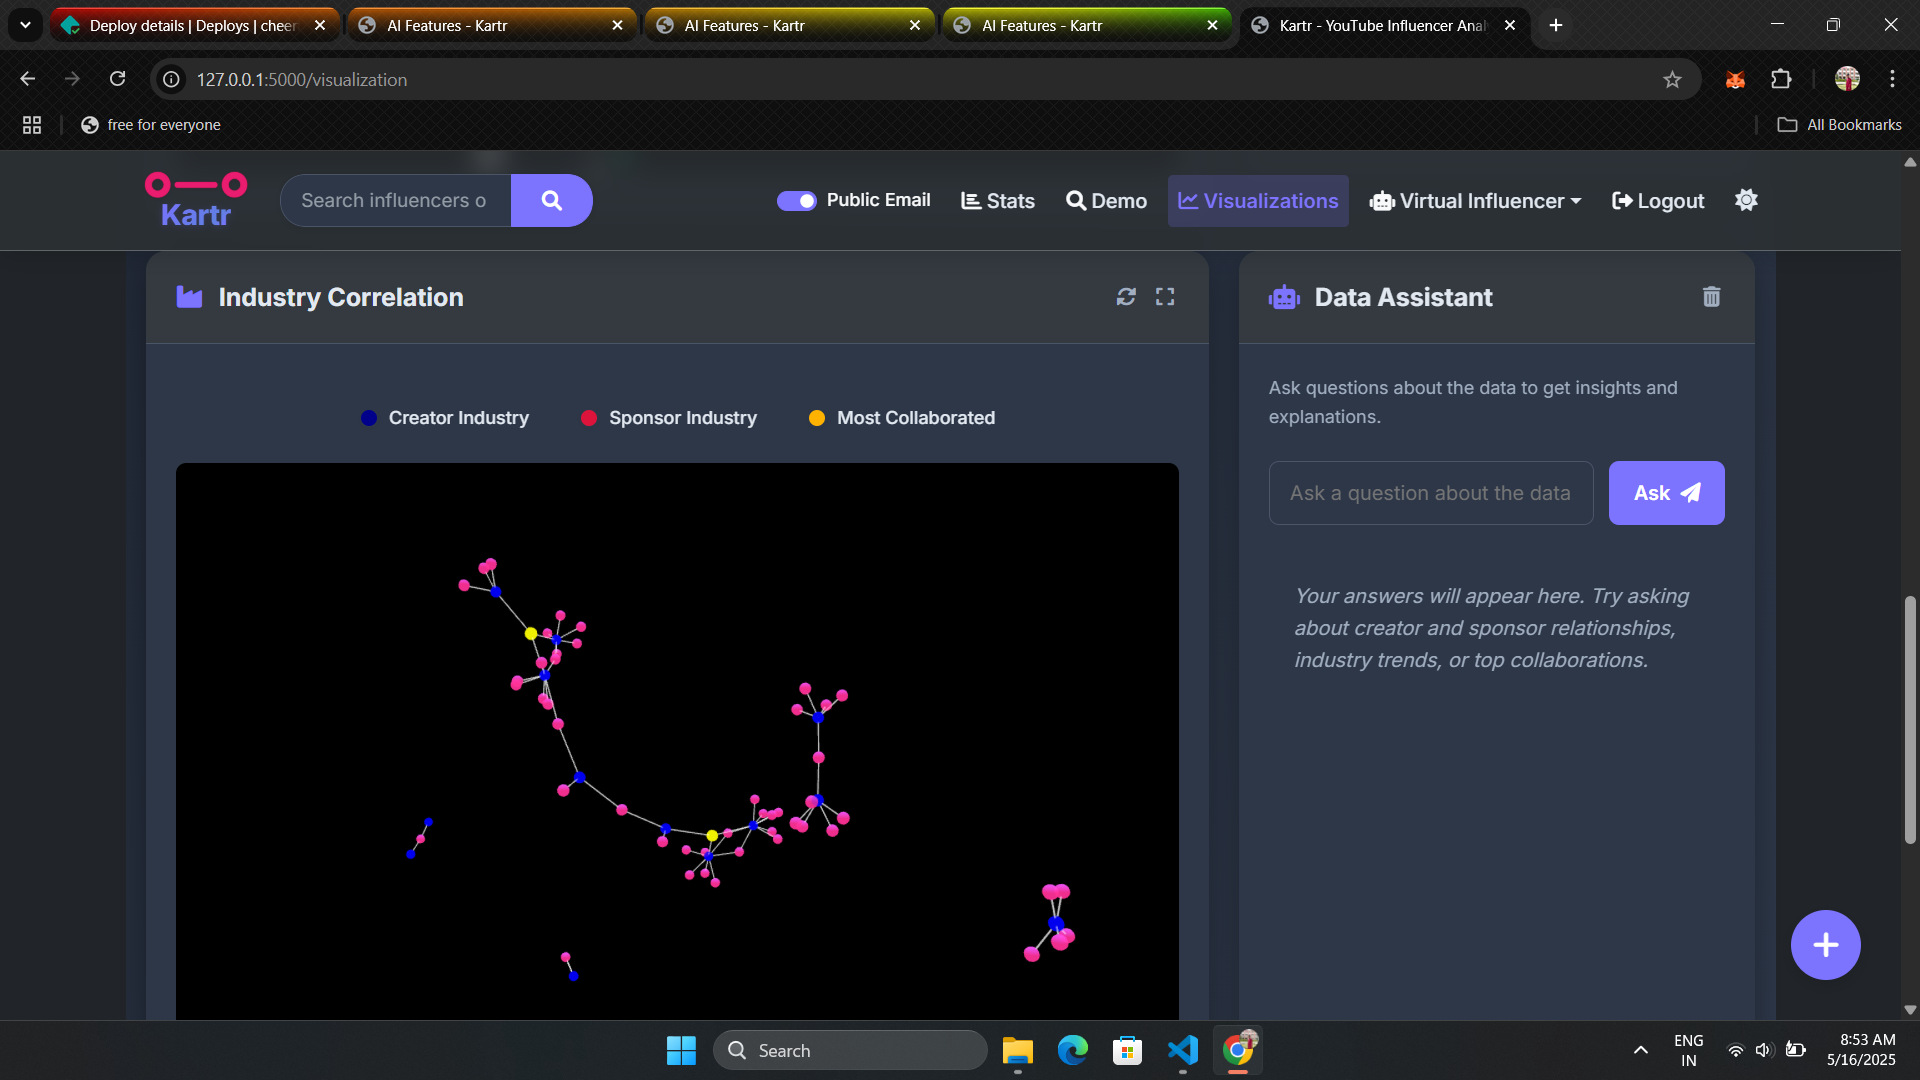 Deploy details | Deploys | cheer
AI Features - Kartr
AI Features - Kartr
AI Features - Kartr
Kartr - YouTube Influencer Anal
127.0.0.1:5000/visualization
free for everyone
All Bookmarks
Kartr
Search influencers o
Public Email
Stats
Demo
Visualizations
Virtual Influencer
Logout
Industry Correlation
Creator Industry
Sponsor Industry
Most Collaborated
Data Assistant
Ask questions about the data to get insights and
explanations.
Ask a question about the data
Ask
Your answers will appear here. Try asking
about creator and sponsor relationships,
industry trends, or top collaborations.
Search
ENG
IN
8:53 AM
5/16/2025